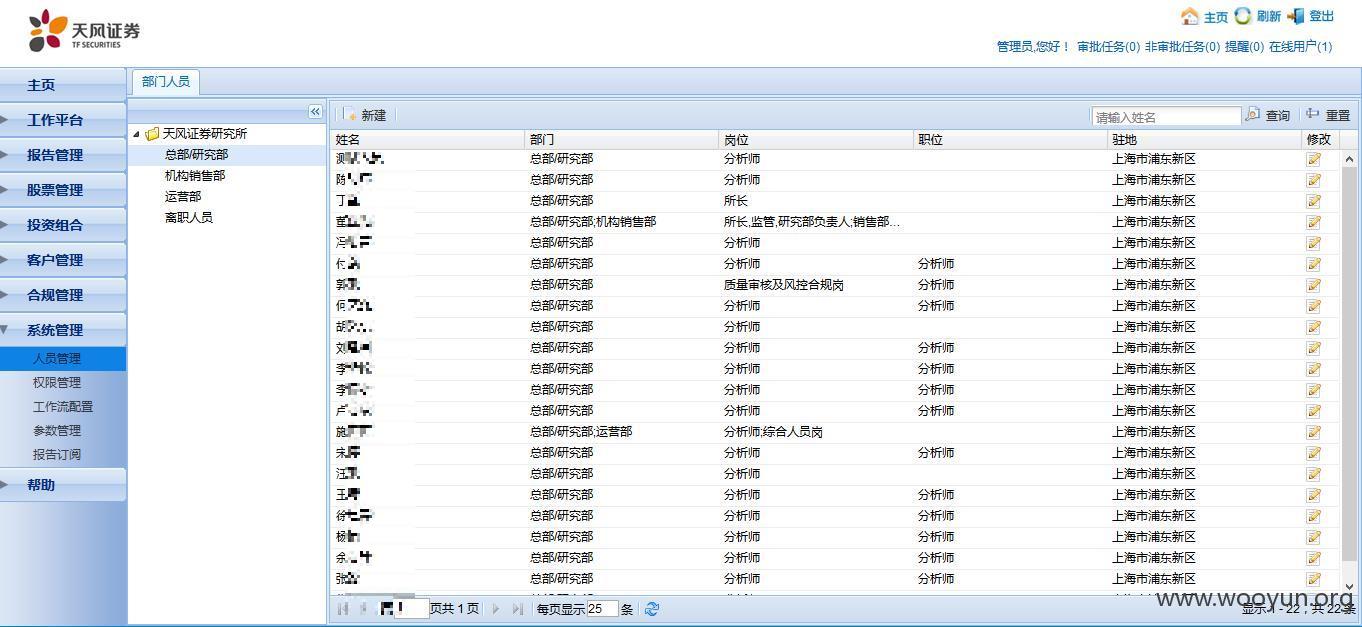 天风证券
TF SECURITIES
主页 刷新 登出
管理员,您好！ 审批任务(0) 非审批任务(0) 提醒(0) 在线用户(1)
主页
工作平台
报告管理
股票管理
投资组合
客户管理
合规管理
系统管理
人员管理
权限管理
工作流配置
参数管理
报告订阅
帮助
部门人员
天风证券研究所
总部/研究部
机构销售部
运营部
离职人员
新建 请输入姓名 查询 重置
姓名 部门 岗位 职位 驻地 修改
总部/研究部 分析师 上海市浦东新区
陈 总部/研究部 分析师 上海市浦东新区
丁 总部/研究部 所长 上海市浦东新区
总部/研究部;机构销售部 所长,监管,研究部负责人;销售部... 上海市浦东新区
冯 总部/研究部 分析师 上海市浦东新区
付 总部/研究部 分析师 分析师 上海市浦东新区
郭 总部/研究部 质量审核及风控合规岗 分析师 上海市浦东新区
何 总部/研究部 分析师 分析师 上海市浦东新区
胡 总部/研究部 分析师 上海市浦东新区
刘 总部/研究部 分析师 分析师 上海市浦东新区
李 总部/研究部 分析师 分析师 上海市浦东新区
李 总部/研究部 分析师 分析师 上海市浦东新区
卢 总部/研究部 分析师 分析师 上海市浦东新区
施 总部/研究部;运营部 分析师;综合人员岗 上海市浦东新区
宋 总部/研究部 分析师 分析师 上海市浦东新区
汪 总部/研究部 分析师 上海市浦东新区
王 总部/研究部 分析师 分析师 上海市浦东新区
徐 总部/研究部 分析师 分析师 上海市浦东新区
杨 总部/研究部 分析师 分析师 上海市浦东新区
余 总部/研究部 分析师 分析师 上海市浦东新区
张 总部/研究部 分析师 分析师 上海市浦东新区
页共 1 页 每页显示 25 条
显示 1 - 22，共 22 条
www.wooyun.org